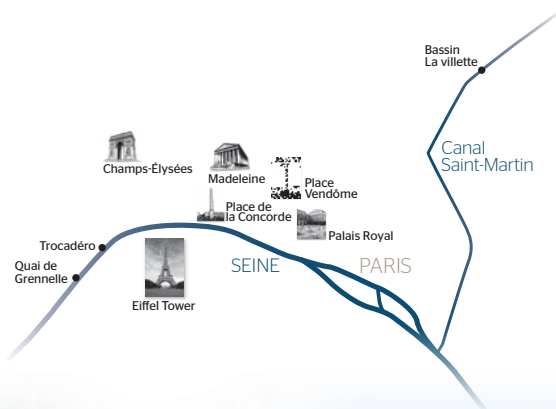 Bassin
La villette
Canal
Saint-Martin
Champs-Élysées
Madeleine
Place
Vendôme
Place de
la Concorde
Palais Royal
Trocadéro
Quai de
Grennelle
Eiffel Tower
SEINE
PARIS